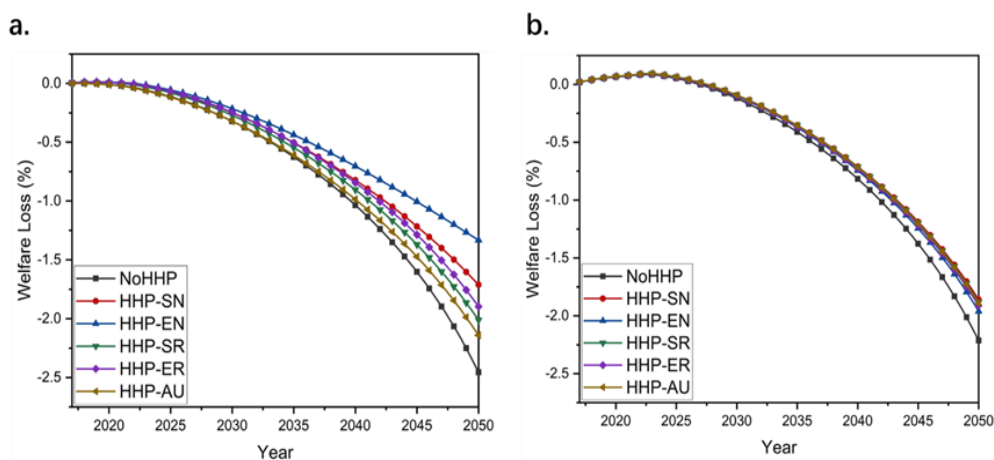 a.
0.0
-0.5
-1.0
-1.5
-2.0
-2.5
Welfare Loss (%)
NoHHP
HHP-SN
HHP-EN
HHP-SR
HHP-ER
HHP-AU
2020 2025 2030 2035 2040 2045 2050
Year
b.
0.0
-0.5
-1.0
-1.5
-2.0
-2.5
Welfare Loss (%)
NoHHP
HHP-SN
HHP-EN
HHP-SR
HHP-ER
HHP-AU
2020 2025 2030 2035 2040 2045 2050
Year